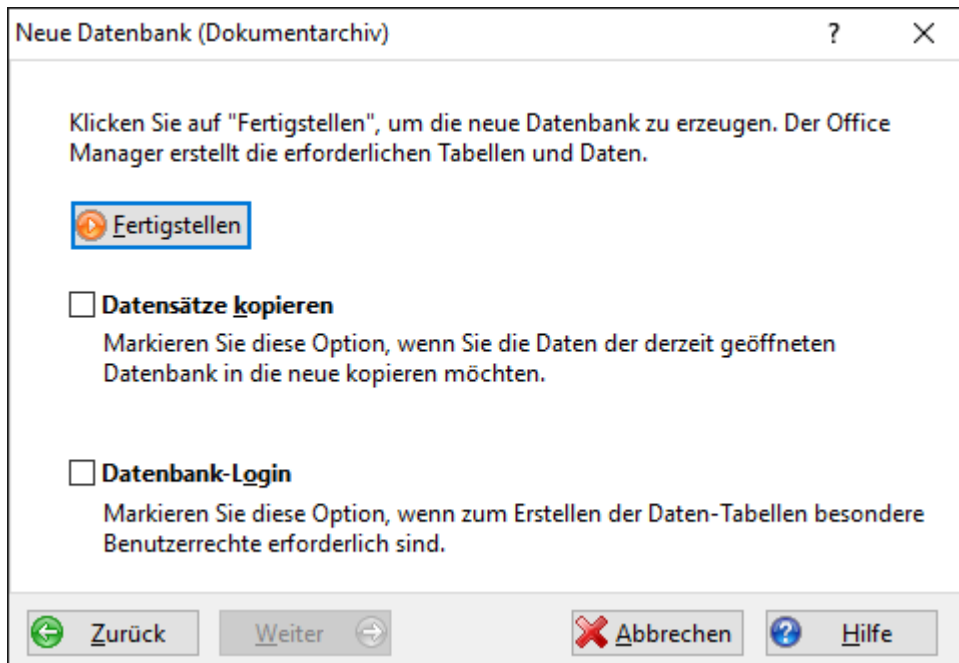 Neue Datenbank (Dokumentarchiv) ?
Klicken Sie auf "Fertigstellen", um die neue Datenbank zu erzeugen. Der Office
Manager erstellt die erforderlichen Tabellen und Daten.
Fertigstellen
Datensätze kopieren
Markieren Sie diese Option, wenn Sie die Daten der derzeit geöffneten
Datenbank in die neue kopieren möchten.
Datenbank-Login
Markieren Sie diese Option, wenn zum Erstellen der Daten-Tabellen besondere
Benutzerrechte erforderlich sind.
Zurück Weiter Abbrechen ? Hilfe